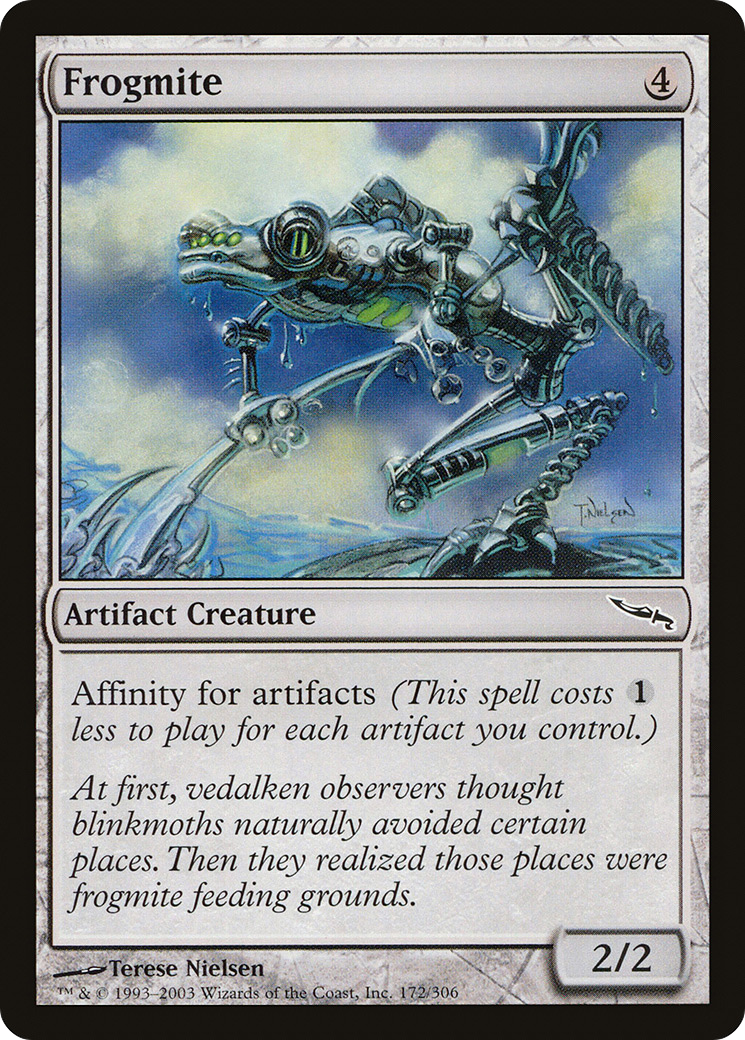 Frogmite
4
T. NIELSEN
Artifact Creature
Affinity for artifacts (This spell costs 1
less to play for each artifact you control.)
At first, vedalken observers thought
blinkmoths naturally avoided certain
places. Then they realized those places were
frogmite feeding grounds.
2/2
Terese Nielsen
™ & © 1993–2003 Wizards of the Coast, Inc. 172/306